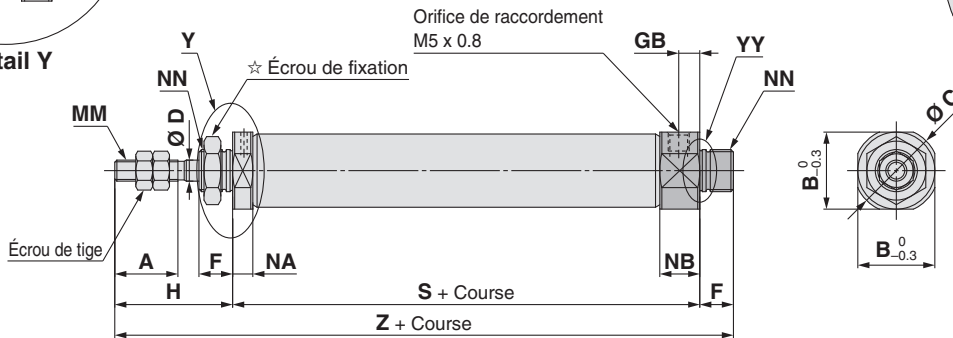 tail Y
Orifice de raccordement
M5 x 0.8
GB
YY
Y
☆ Écrou de fixation
NN
NN
MM
Ø D
Ø C
B 0 -0.3
Écrou de tige
A
F
NA
NB
B 0 -0.3
H
S + Course
F
Z + Course